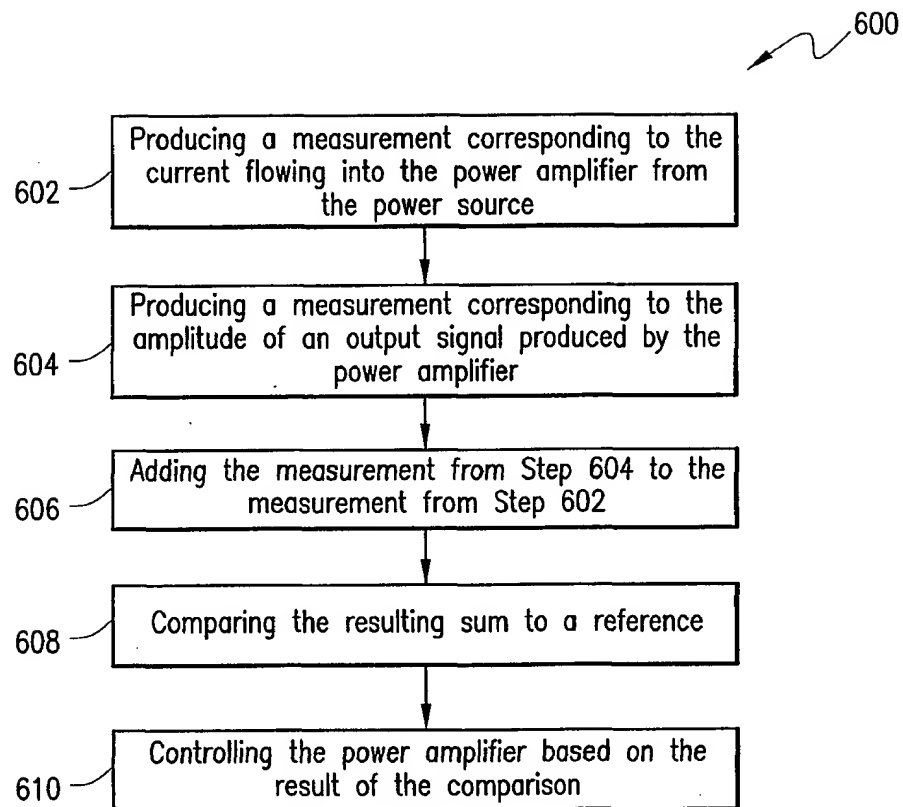 600
Producing a measurement corresponding to the
current flowing into the power amplifier from
the power source
602
Producing a measurement corresponding to the
amplitude of an output signal produced by the
power amplifier
604
Adding the measurement from Step 604 to the
measurement from Step 602
606
Comparing the resulting sum to a reference
608
Controlling the power amplifier based on the
result of the comparison
610